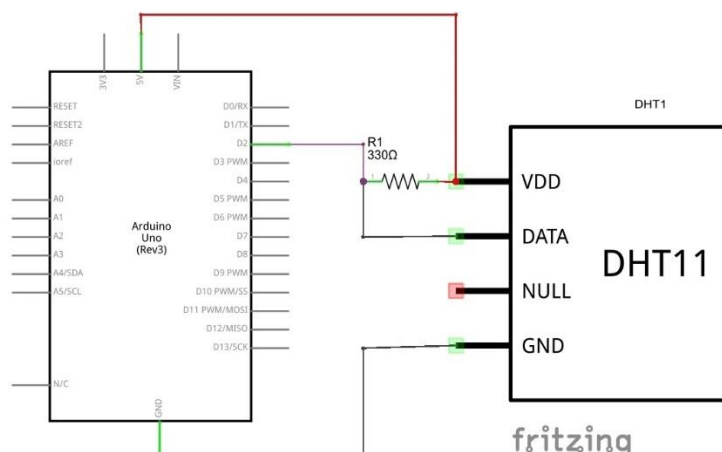 3V3
5V
VIN
RESET
RESET2
AREF
ioref
A0
A1
A2
A3
A4/SDA
A5/SCL
N/C
Arduino
Uno
(Rev3)
D0/RX
D1/TX
D2
D3 PWM
D4
D5 PWM
D6 PWM
D7
D8
D9 PWM
D10 PWM/SS
D11 PWM/MOSI
D12/MISO
D13/SCK
GND
R1
330Ω
1
2
DHT1
VDD
DATA
NULL
GND
DHT11
fritzing